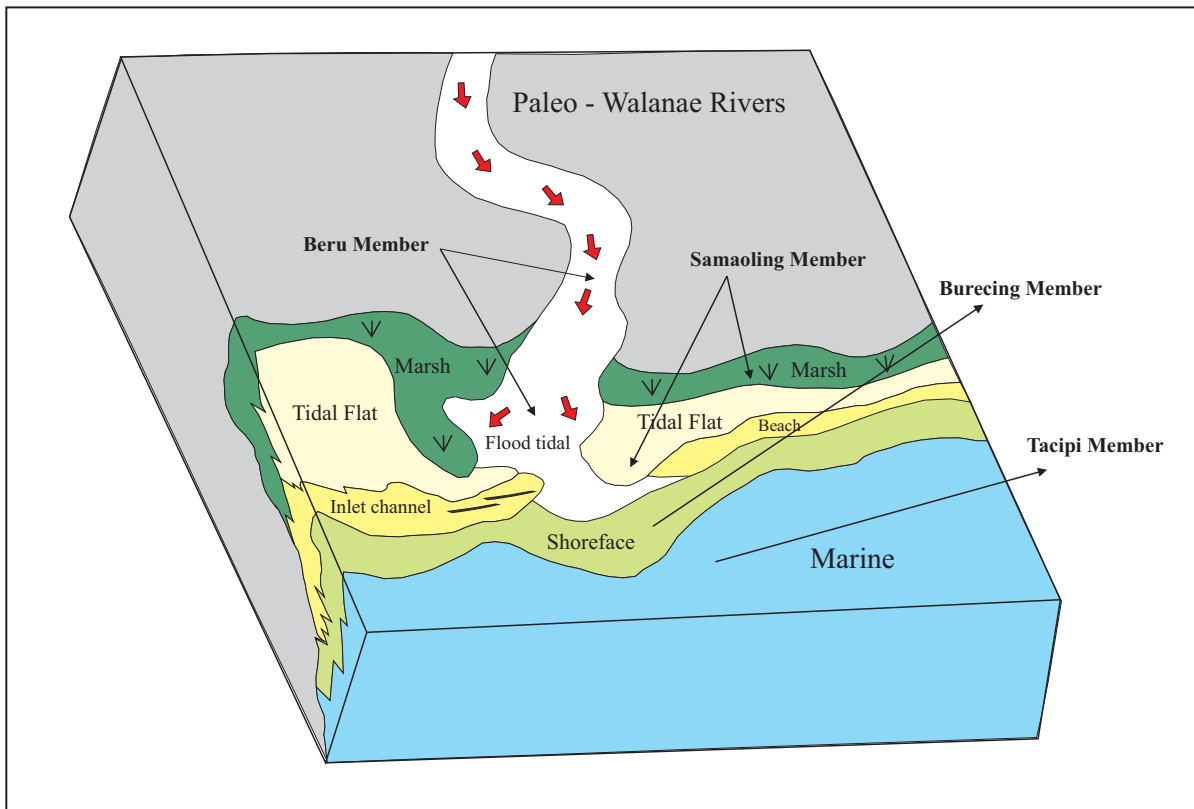 Paleo - Walanae Rivers
Beru Member
Samaoling Member
Burecing Member
Marsh
Marsh
Tidal Flat
Tidal Flat
Beach
Flood tidal
Tacipi Member
Inlet channel
Shoreface
Marine